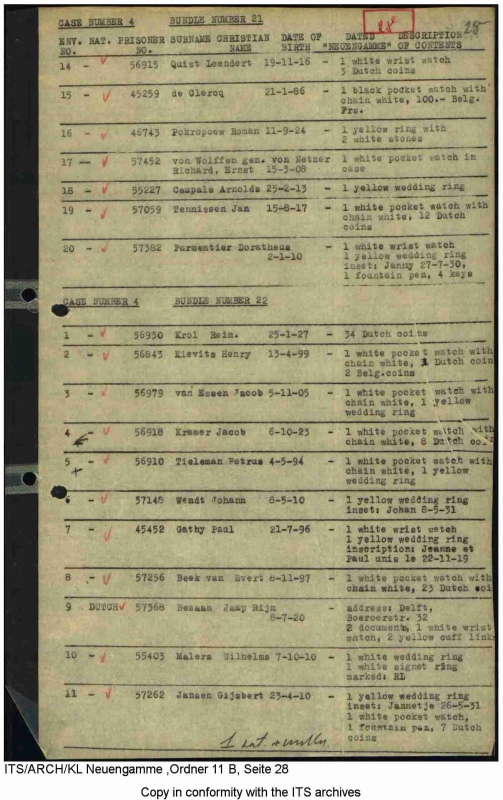 28
28
CASE NUMBER 4 BUNDLE NUMBER 21
ENV. NAT. PRISONER SURNAME CHRISTIAN DATE OF DATED DESCRIPTION
NO. NO. NAME BIRTH "NEUENGAMME" OF CONTENTS
14 - 56915 Quist Leendert 19-11-16 - 1 white wrist watch
3 Dutch coins
15 - 45259 de Clercq 21-1-86 - 1 black pocket watch with
chain white, 100.- Belg.
Frs.
16 - 46743 Pokropsew Roman 11-9-24 - 1 yellow ring with
2 white stones
17 - 57452 von Wolffen gen. von Metzer 1 white pocket watch in
Richard, Ernst 15-3-08 case
18 - 55227 Caspals Arnolds 25-2-13 - 1 yellow wedding ring
19 - 57059 Tenniesen Jan 15-8-17 - 1 white pocket watch with
chain white, 12 Dutch
coins
20 - 57382 Parmentier Doratheus - 1 white wrist watch
2-1-10 1 yellow wedding ring
inset: Janny 27-7-30,
1 fountain pen, 4 keys
CASE NUMBER 4 BUNDLE NUMBER 22
1 - 56930 Krol Rein. 25-1-27 - 34 Dutch coins
2 - 56843 Kievits Henry 13-4-99 - 1 white pocket watch with
chain white, 1 Dutch coin
2 Belg.coins
3 - 56979 van Essen Jacob 5-11-05 - 1 white pocket watch with
chain white, 1 yellow
wedding ring
4 - 56918 Kramer Jacob 6-10-23 - 1 white pocket watch with
chain white, 8 Dutch coi
5 - 56910 Tieleman Petrus 4-5-94 - 1 white pocket watch with
chain white, 1 yellow
wedding ring
6 - 57148 Wendt Johann 8-5-10 - 1 yellow wedding ring
inset: Johan 8-5-31
7 - 45452 Gathy Paul 21-7-96 - 1 white wrist watch
1 yellow wedding ring
inscription: Jeanne et
Paul unis le 22-11-19
8 - 57256 Beek van Evert 8-11-97 - 1 white pocket watch with
chain white, 23 Dutch coi
9 DUTCH 57368 Bezaan Jaap Rijn - address: Delft,
8-7-20 Boeroerstr. 32
2 documents, 1 white wrist
watch, 2 yellow cuff links
10 - 55403 Malers Wilhelms 7-10-10 - 1 white wedding ring
1 white signet ring
marked: RL
11 - 57262 Jansen Gijsbert 23-4-10 - 1 yellow wedding ring
inset: Jannetje 26-5-31
1 white pocket watch,
1 fountain pen, 7 Dutch
coins
ITS/ARCH/KL Neuengamme ,Ordner 11 B, Seite 28
Copy in conformity with the ITS archives